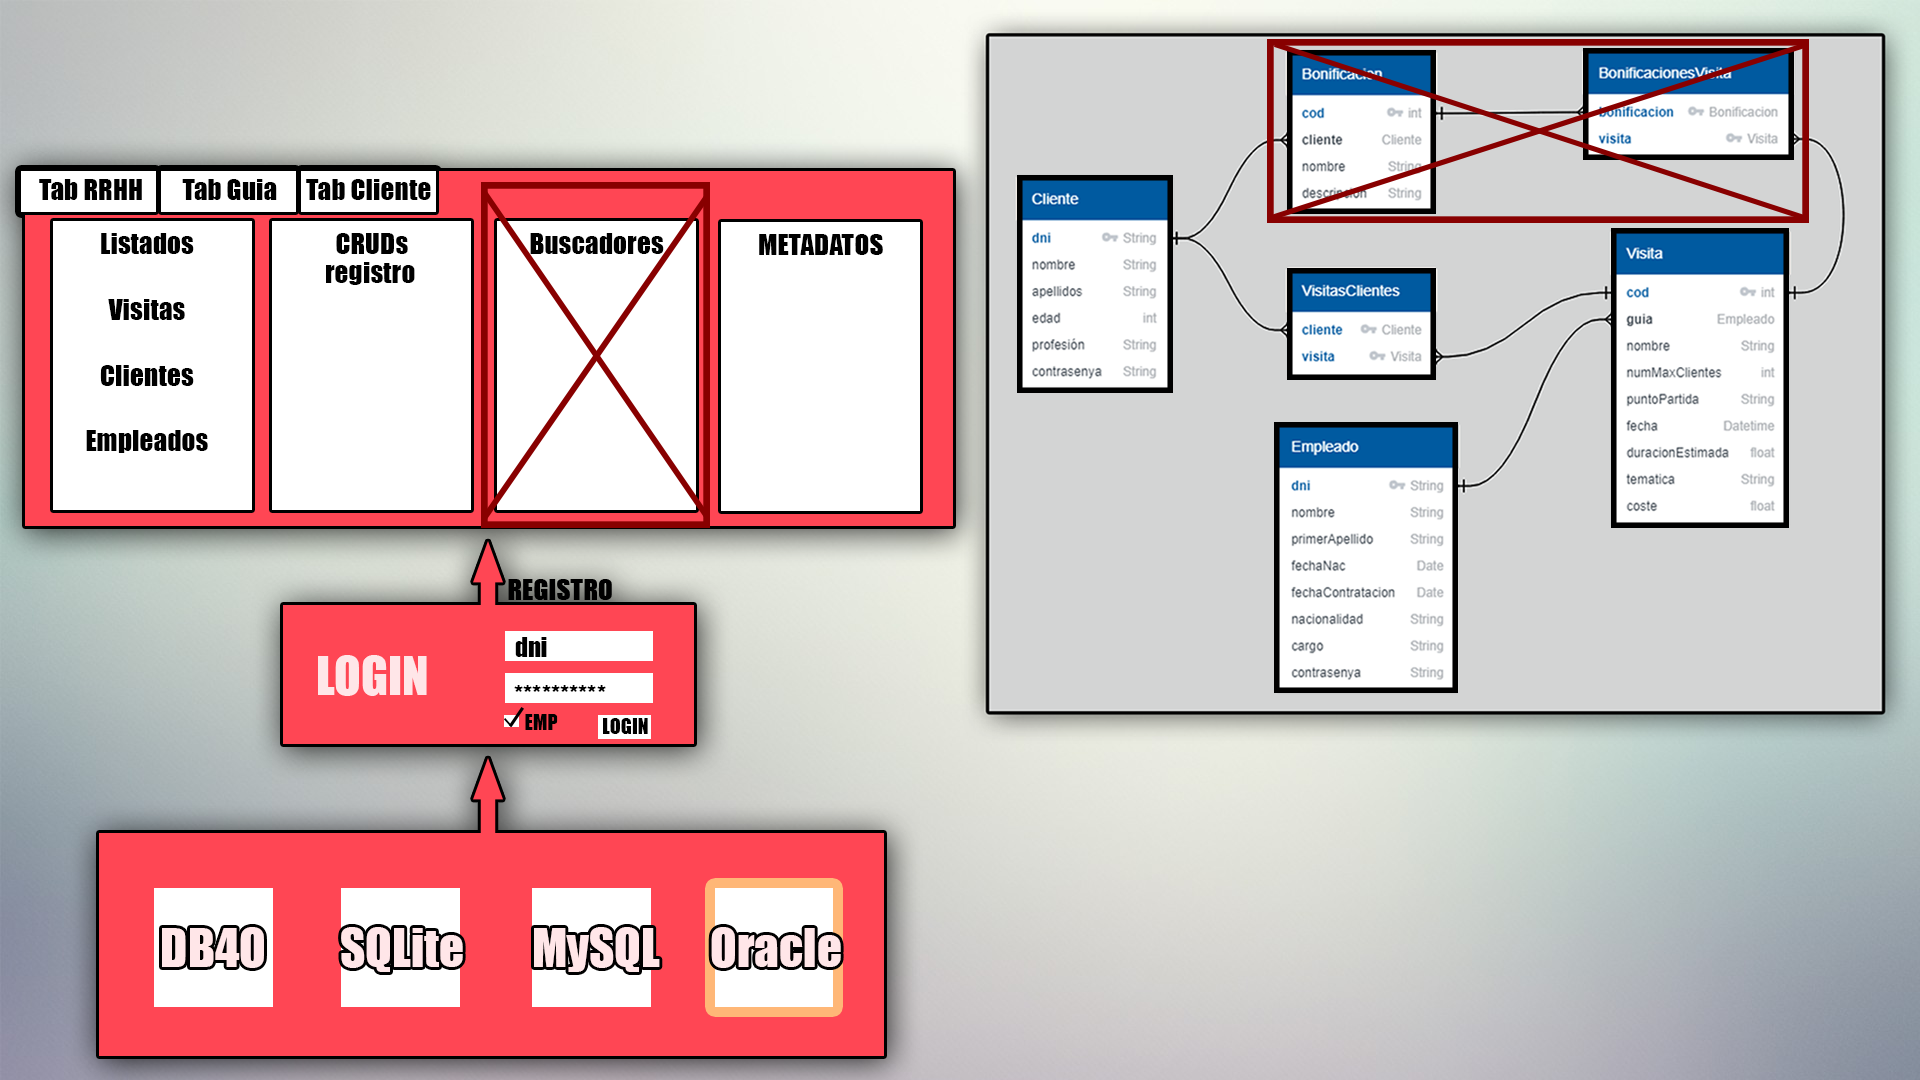 Tab RRHH
Tab Guia
Tab Cliente
Listados
Visitas
Clientes
Empleados
CRUDs
registro
Buscadores
METADATOS
REGISTRO
LOGIN
dni
**********
EMP
LOGIN
DB4O
SQLite
MySQL
Oracle
Bonificacion
cod int
cliente Cliente
nombre String
descripcion String
BonificacionesVisita
bonificacion Bonificacion
visita Visita
Cliente
dni String
nombre String
apellidos String
edad int
profesión String
contrasenya String
VisitasClientes
cliente Cliente
visita Visita
Visita
cod int
guia Empleado
nombre String
numMaxClientes int
puntoPartida String
fecha Datetime
duracionEstimada float
tematica String
coste float
Empleado
dni String
nombre String
primerApellido String
fechaNac Date
fechaContratacion Date
nacionalidad String
cargo String
contrasenya String